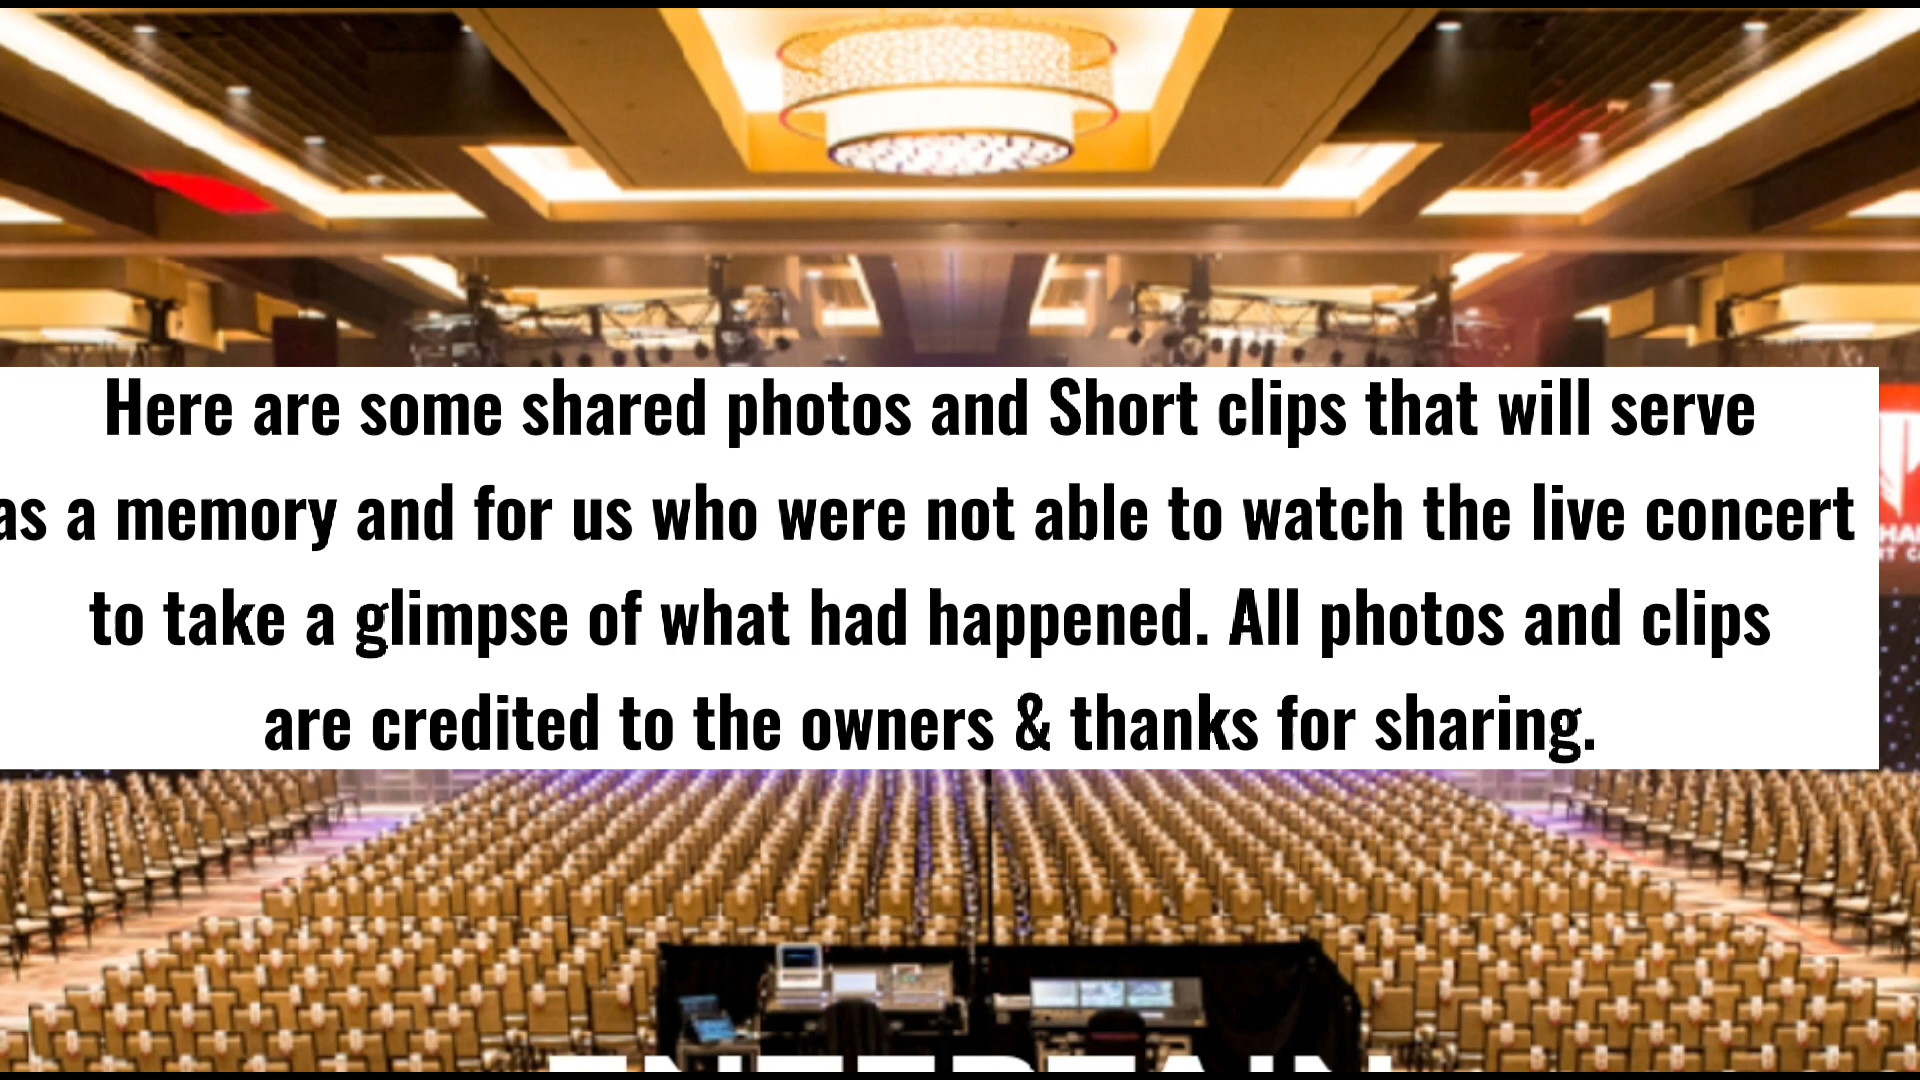 Here are some shared photos and Short clips that will serve
as a memory and for us who were not able to watch the live concert
to take a glimpse of what had happened. All photos and clips
are credited to the owners & thanks for sharing.